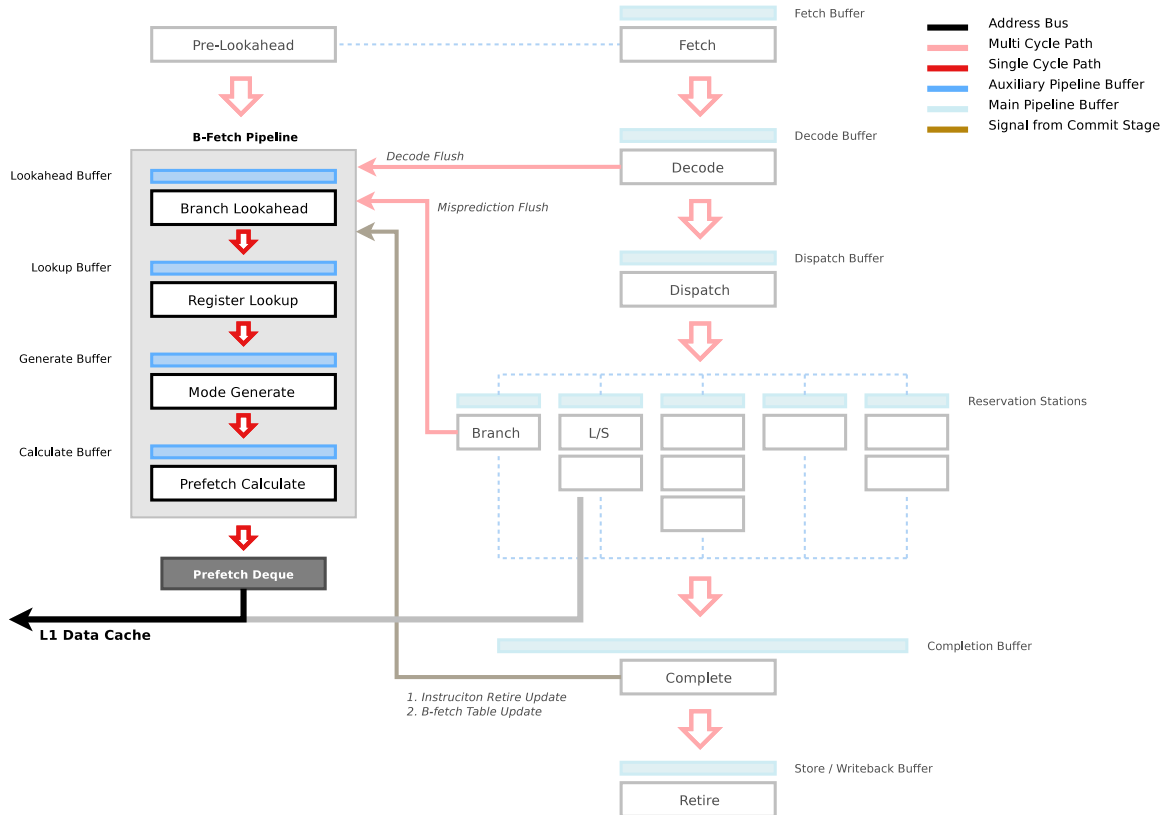 Fetch Buffer
Pre-Lookahead
Fetch
Address Bus
Multi Cycle Path
Single Cycle Path
Auxiliary Pipeline Buffer
Main Pipeline Buffer
Signal from Commit Stage
B-Fetch Pipeline
Decode Buffer
Decode Flush
Decode
Lookahead Buffer
Branch Lookahead
Misprediction Flush
Lookup Buffer
Register Lookup
Dispatch Buffer
Dispatch
Generate Buffer
Mode Generate
Reservation Stations
Branch
L/S
Calculate Buffer
Prefetch Calculate
Prefetch Deque
L1 Data Cache
Completion Buffer
Complete
1. Instruciton Retire Update
2. B-fetch Table Update
Store / Writeback Buffer
Retire